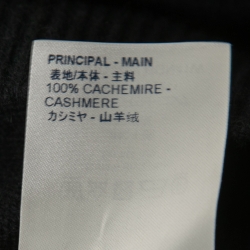 PRINCIPAL - MAIN
表地/本体 - 主料
100% CACHEMIRE -
CASHMERE
カシミヤ - 山羊绒